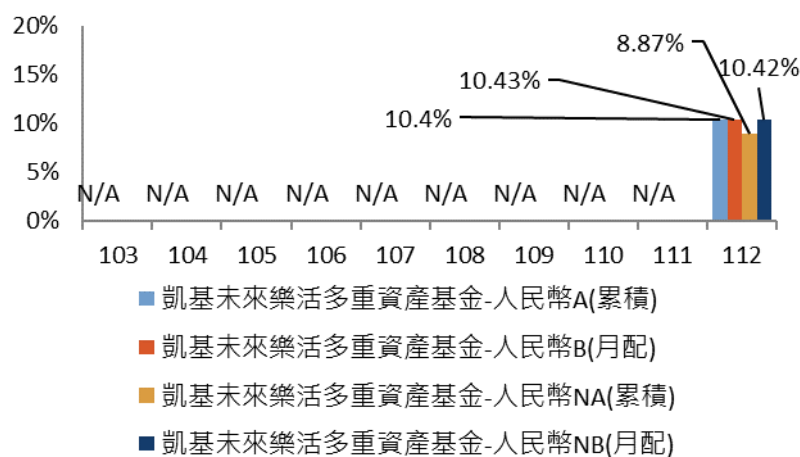 20%
15%
10%
5%
0%
8.87%
10.43%
10.42%
10.4%
N/A N/A N/A N/A N/A N/A N/A N/A N/A
103 104 105 106 107 108 109 110 111 112
凱基未來樂活多重資產基金-人民幣A(累積)
凱基未來樂活多重資產基金-人民幣B(月配)
凱基未來樂活多重資產基金-人民幣NA(累積)
凱基未來樂活多重資產基金-人民幣NB(月配)